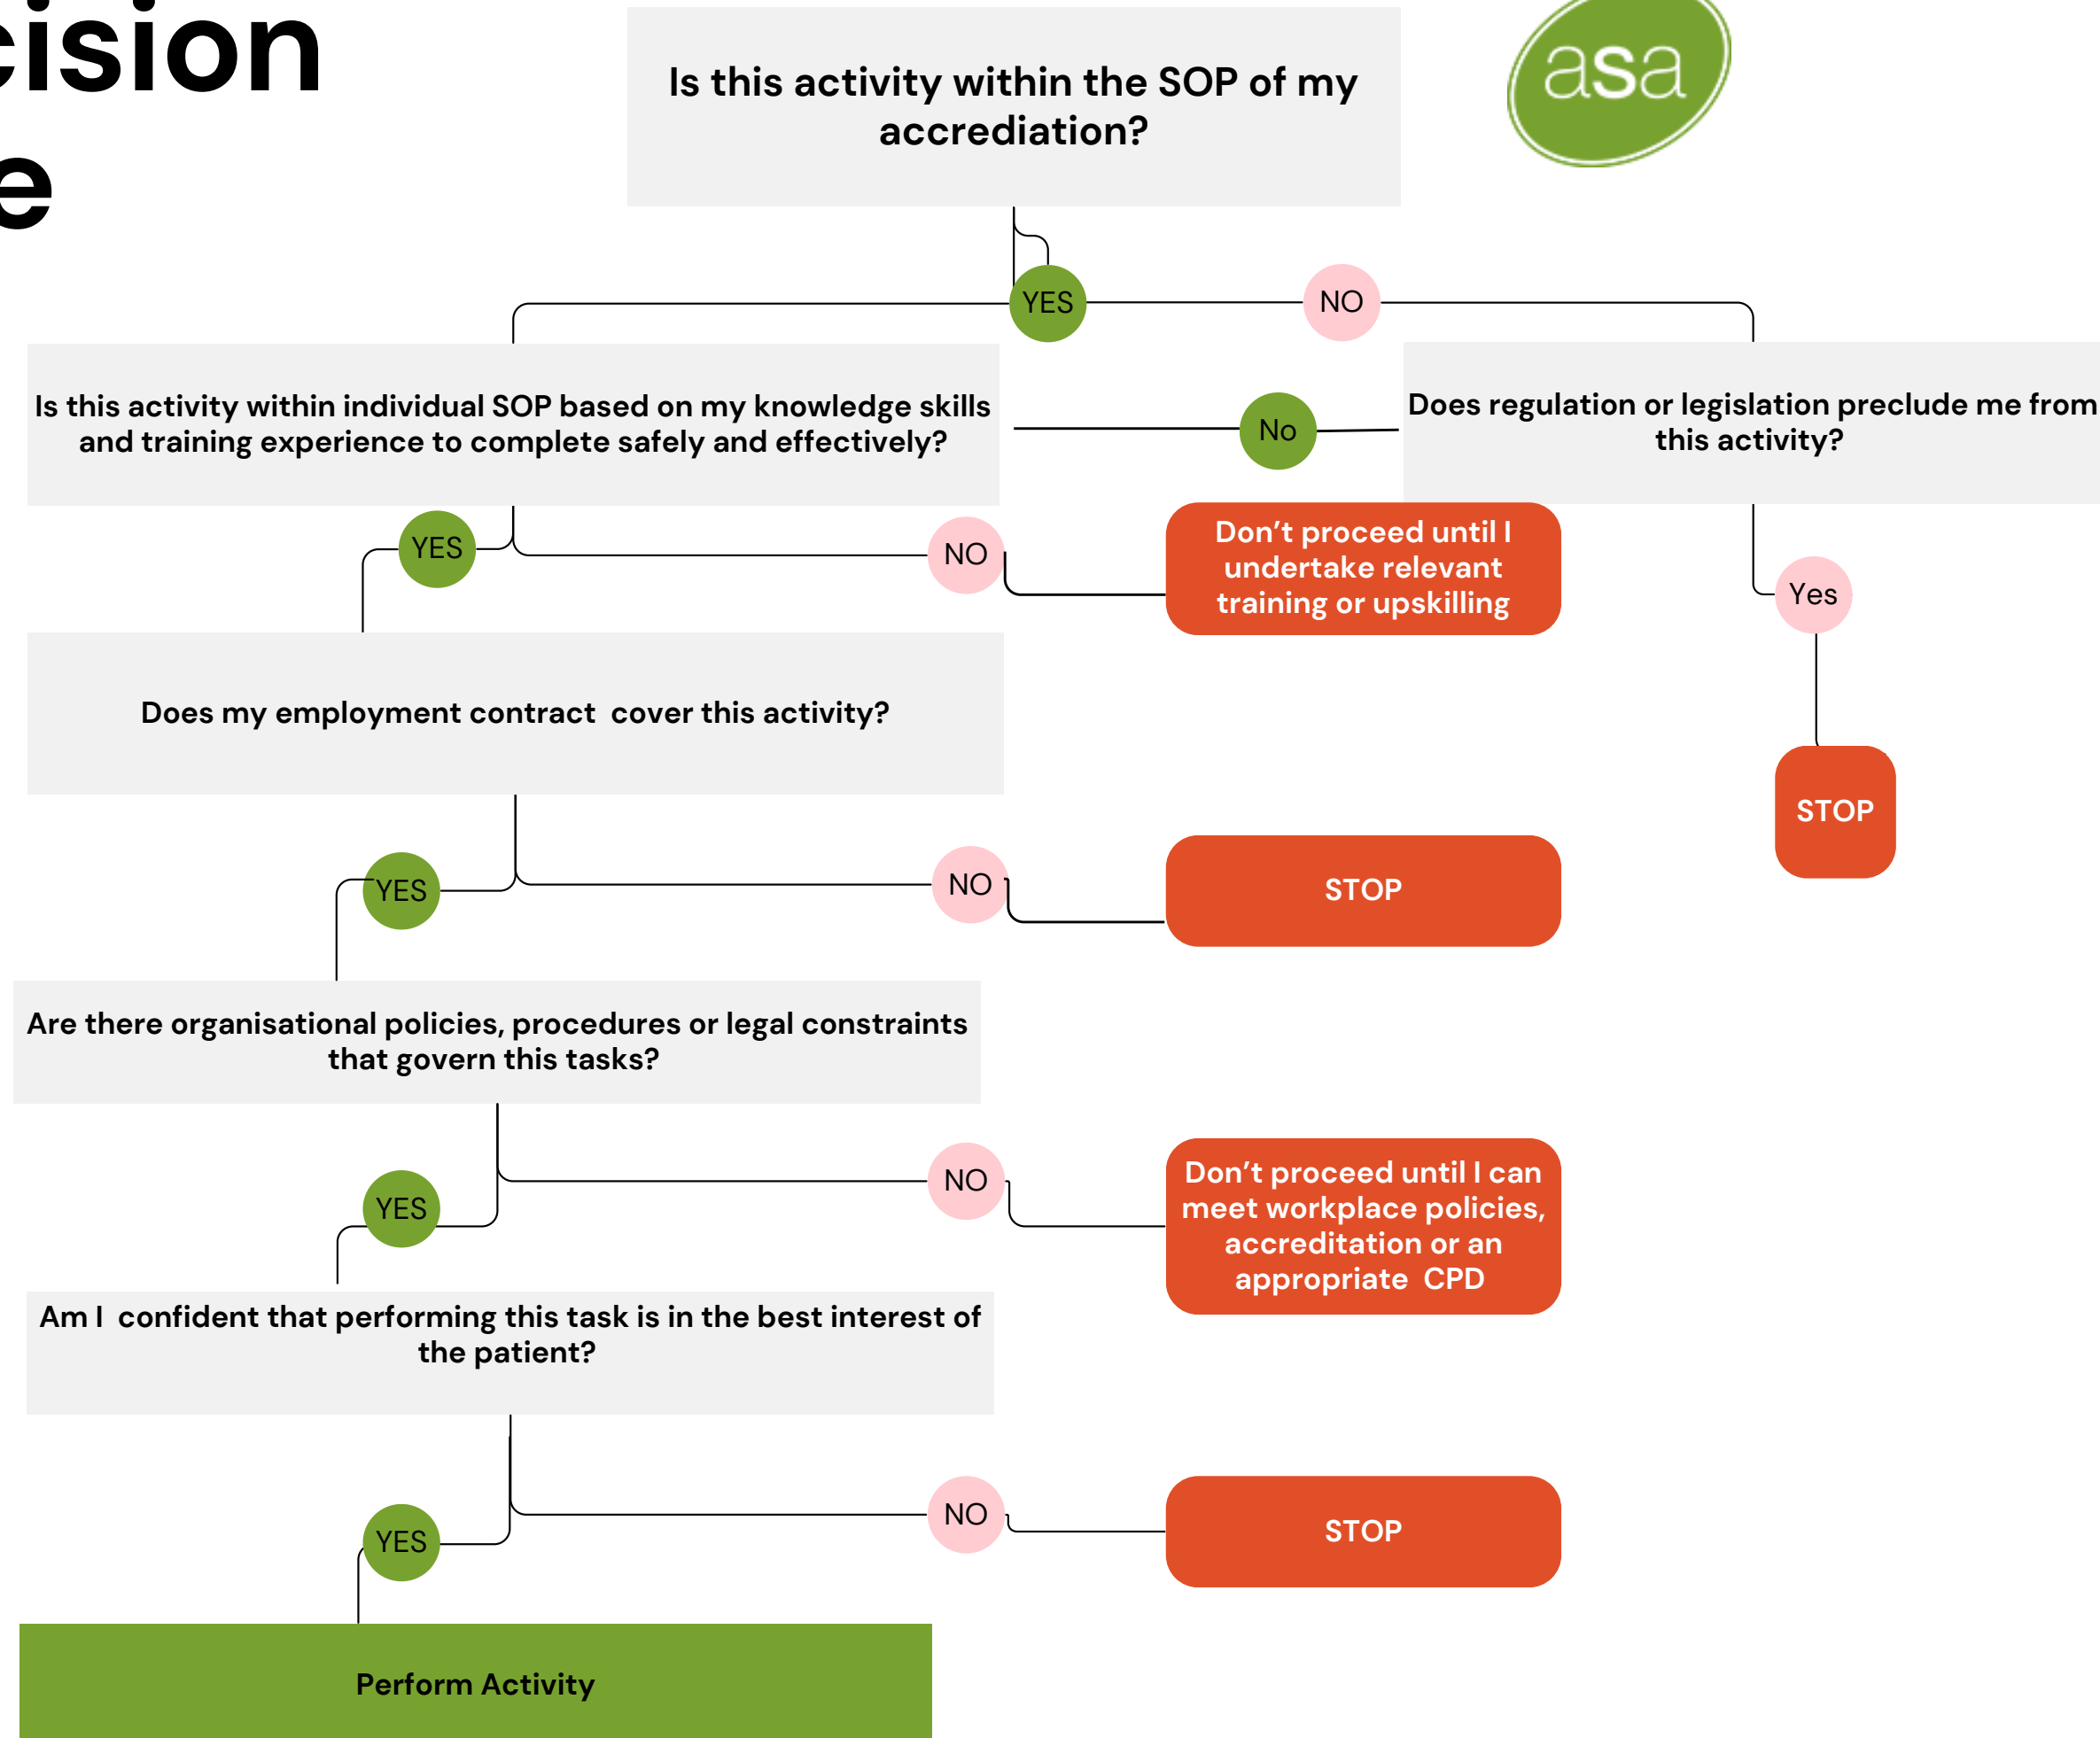 cision
e
Is this activity within the SOP of my
accrediation?
asa
YES
NO
Is this activity within individual SOP based on my knowledge skills
and training experience to complete safely and effectively?
No
Does regulation or legislation preclude me from
this activity?
YES
NO
Don’t proceed until I
undertake relevant
training or upskilling
Yes
Does my employment contract  cover this activity?
STOP
YES
NO
STOP
Are there organisational policies, procedures or legal constraints
that govern this tasks?
YES
NO
Don’t proceed until I can
meet workplace policies,
accreditation or an
appropriate  CPD
Am I  confident that performing this task is in the best interest of
the patient?
YES
NO
STOP
Perform Activity